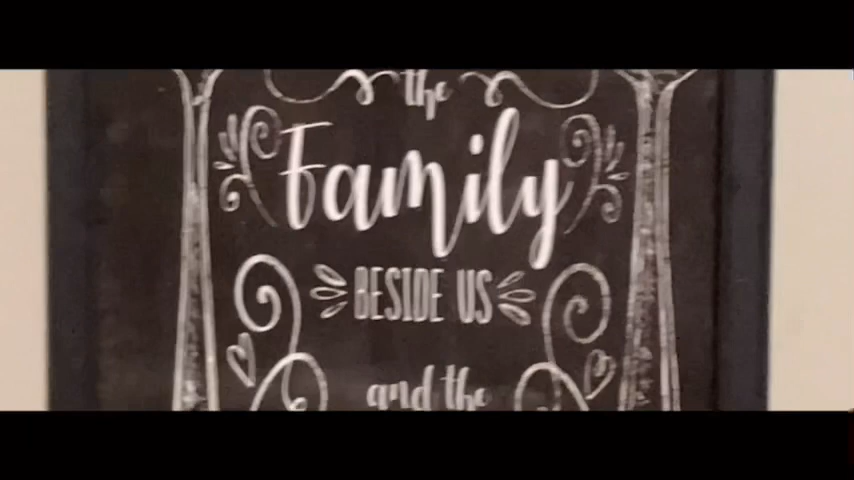 the
Family
BESIDE US
and the